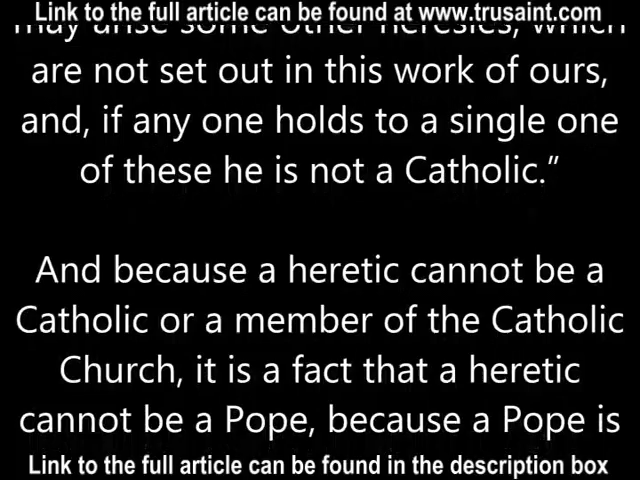 Link to the full article can be found at www.trusaint.com
may arise some other heresies, which
are not set out in this work of ours,
and, if any one holds to a single one
of these he is not a Catholic.”
And because a heretic cannot be a
Catholic or a member of the Catholic
Church, it is a fact that a heretic
cannot be a Pope, because a Pope is
Link to the full article can be found in the description box